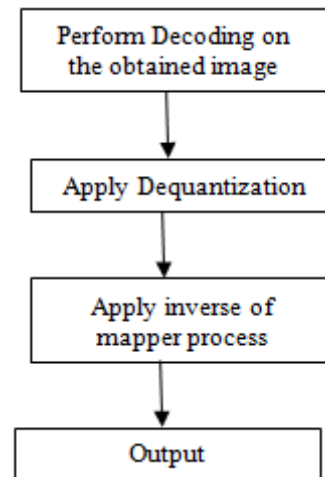 Perform Decoding on
the obtained image
Apply Dequantization
Apply inverse of
mapper process
Output